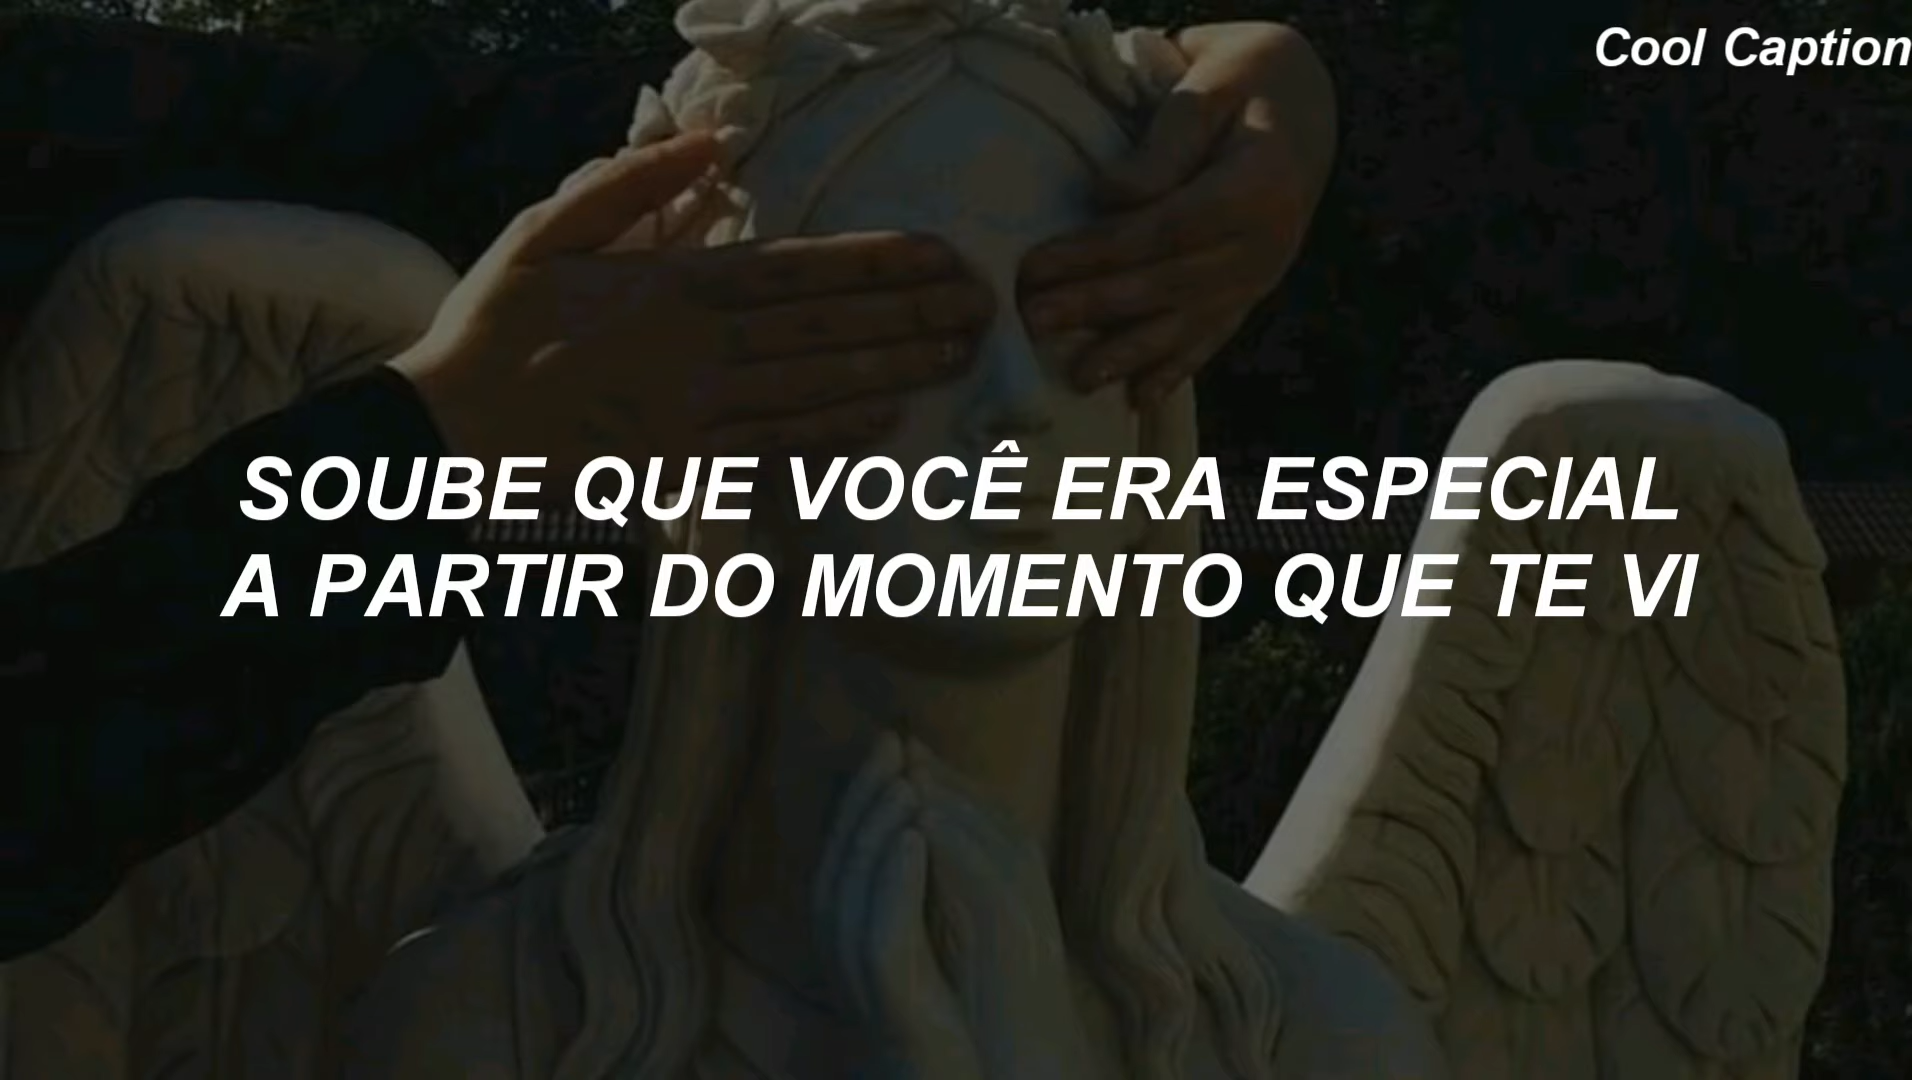 Cool Caption
SOUBE QUE VOCÊ ERA ESPECIAL
A PARTIR DO MOMENTO QUE TE VI